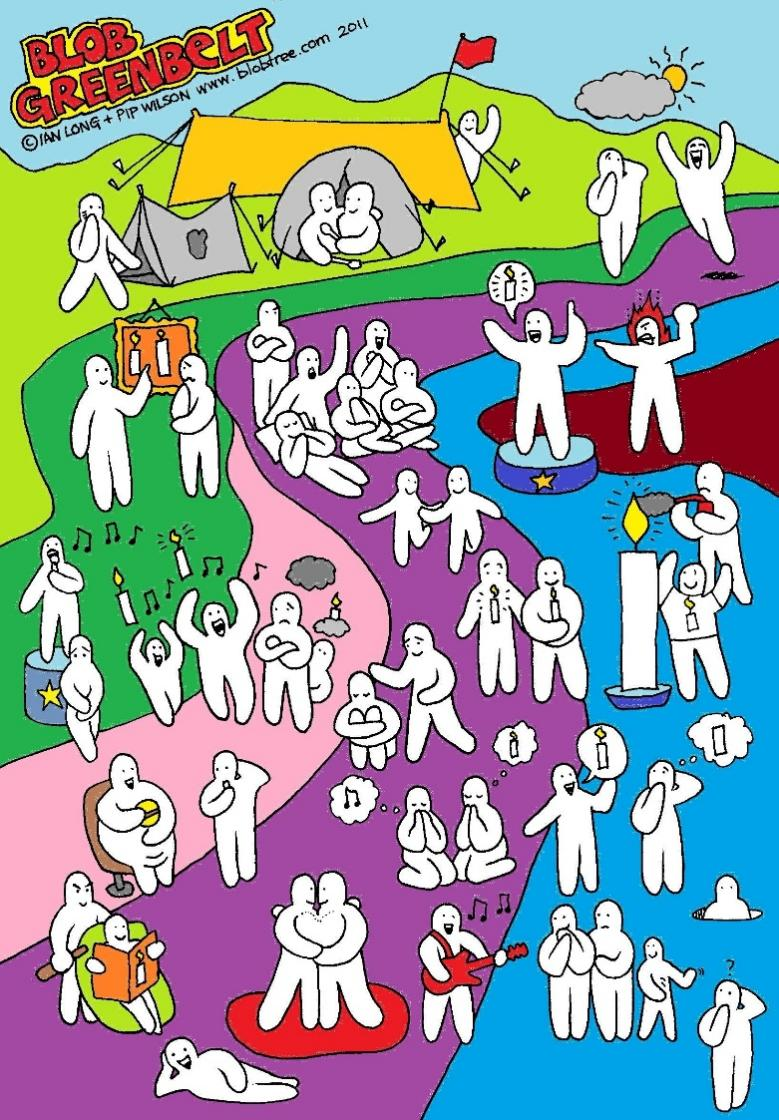 BLOB
GREENBELT
© IAN LONG + PIP WILSON www.blobtree.com 2011
?